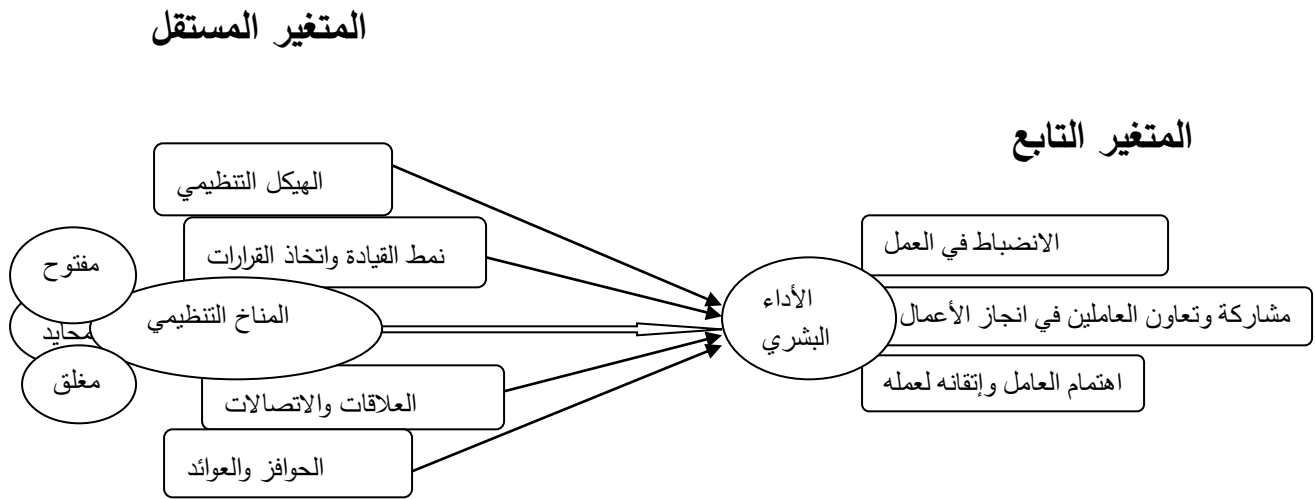 المتغير المستقل
المتغير التابع
الهيكل التنظيمي
نمط القيادة واتخاذ القرارات
مفتوح
المناخ التنظيمي
محايد
مغلق
العلاقات والاتصالات
الحوافز والعوائد
الأداء
البشري
الانضباط في العمل
مشاركة وتعاون العاملين في انجاز الأعمال
اهتمام العامل وإتقانه لعمله